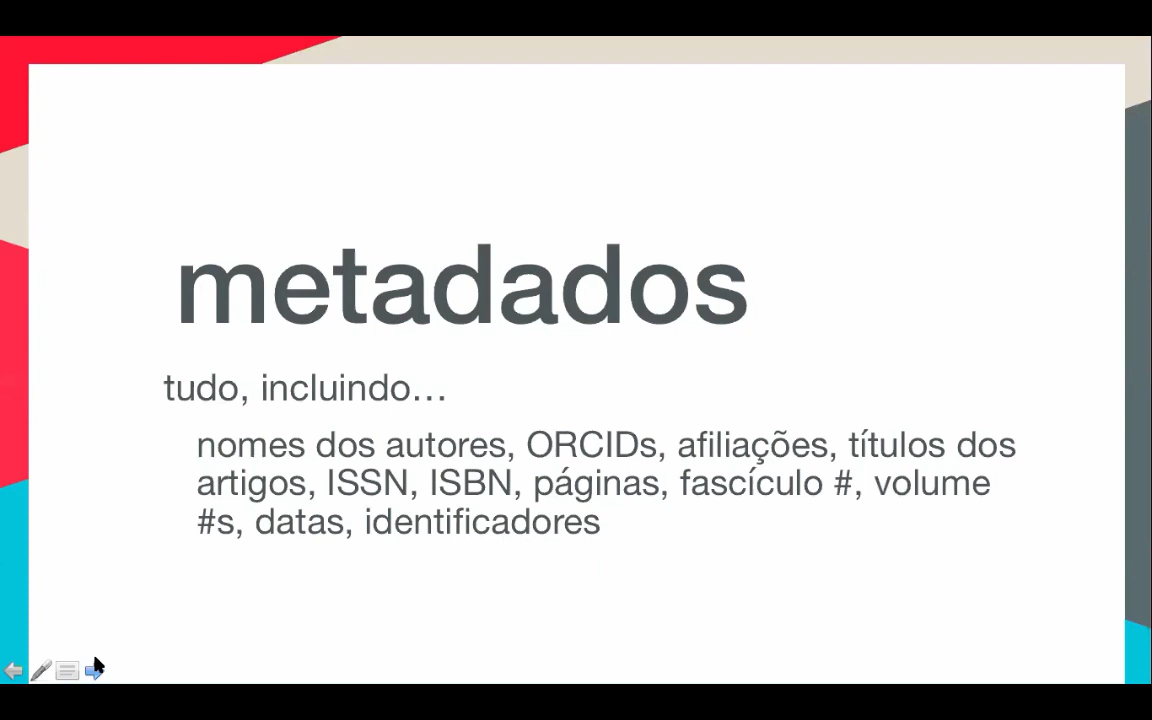 metadados
tudo, incluindo…
nomes dos autores, ORCIDs, afiliações, títulos dos
artigos, ISSN, ISBN, páginas, fascículo #, volume
#s, datas, identificadores